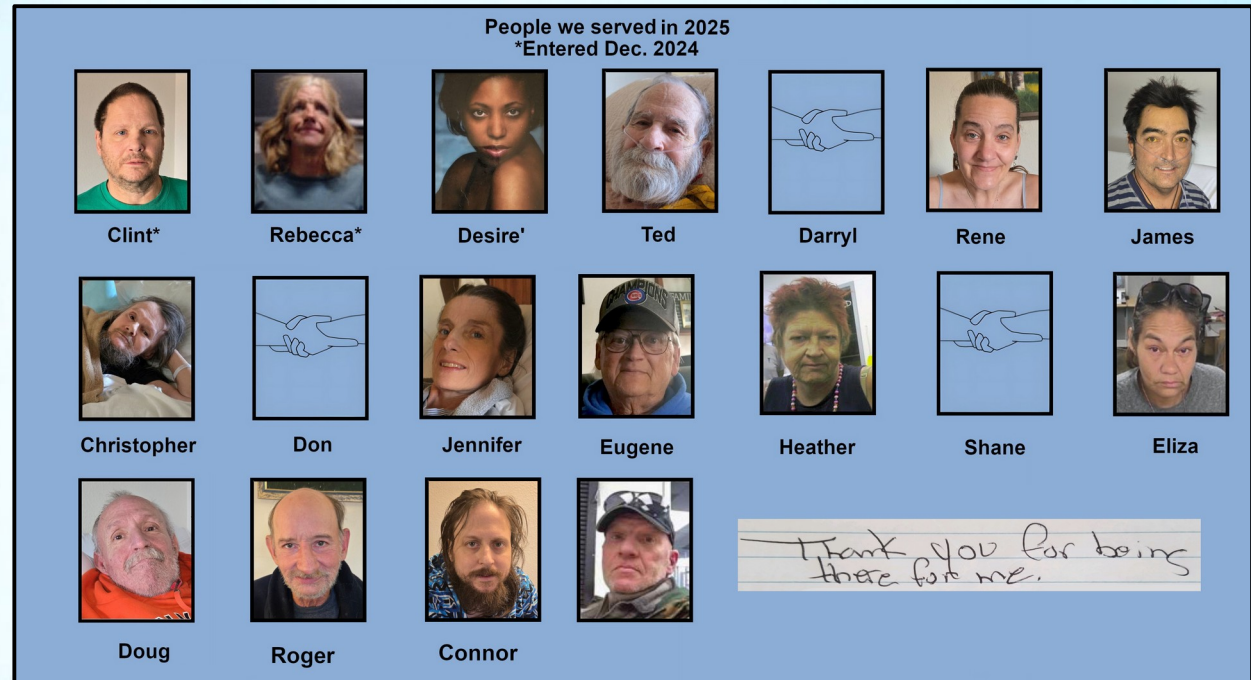 People we served in 2025
*Entered Dec. 2024
Clint*
Rebecca*
Desire'
Ted
Darryl
Rene
James
CHAMPIONS
Christopher
Don
Jennifer
Eugene
Heather
Shane
Eliza
Thank you for being
there for me.
Doug
Roger
Connor